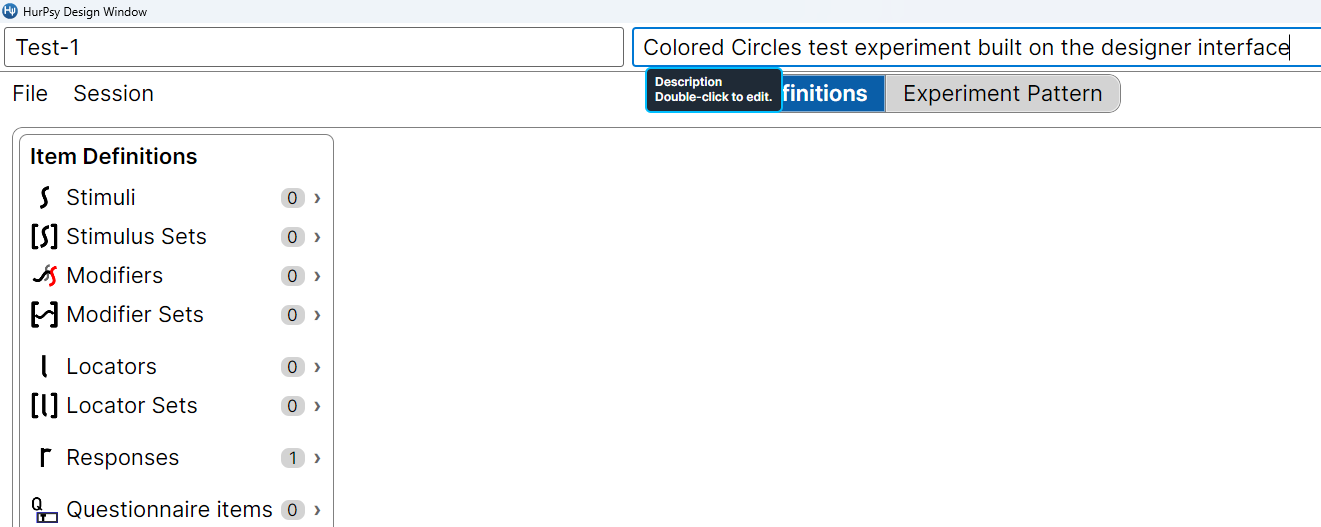 HurPsy Design Window
Test-1
Colored Circles test experiment built on the designer interface
File Session
Description
Double-click to edit.
finitions
Experiment Pattern
Item Definitions
Stimuli 0 ›
Stimulus Sets 0 ›
Modifiers 0 ›
Modifier Sets 0 ›
Locators 0 ›
Locator Sets 0 ›
Responses 1 ›
Questionnaire items 0 ›